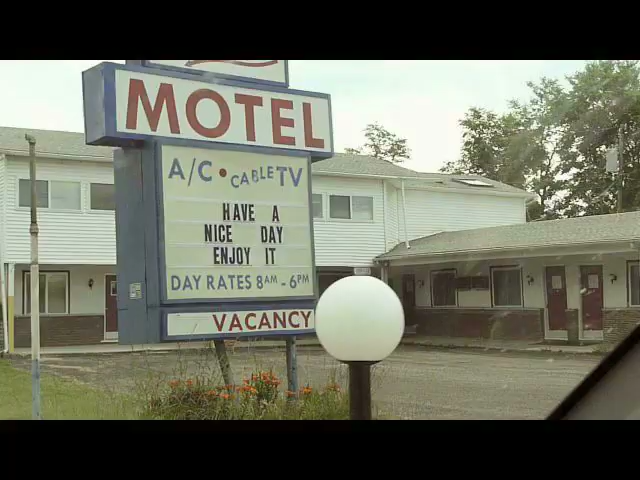 MOTEL
A/C • CABLE TV
HAVE A
NICE DAY
ENJOY IT
DAY RATES 8AM - 6PM
VACANCY